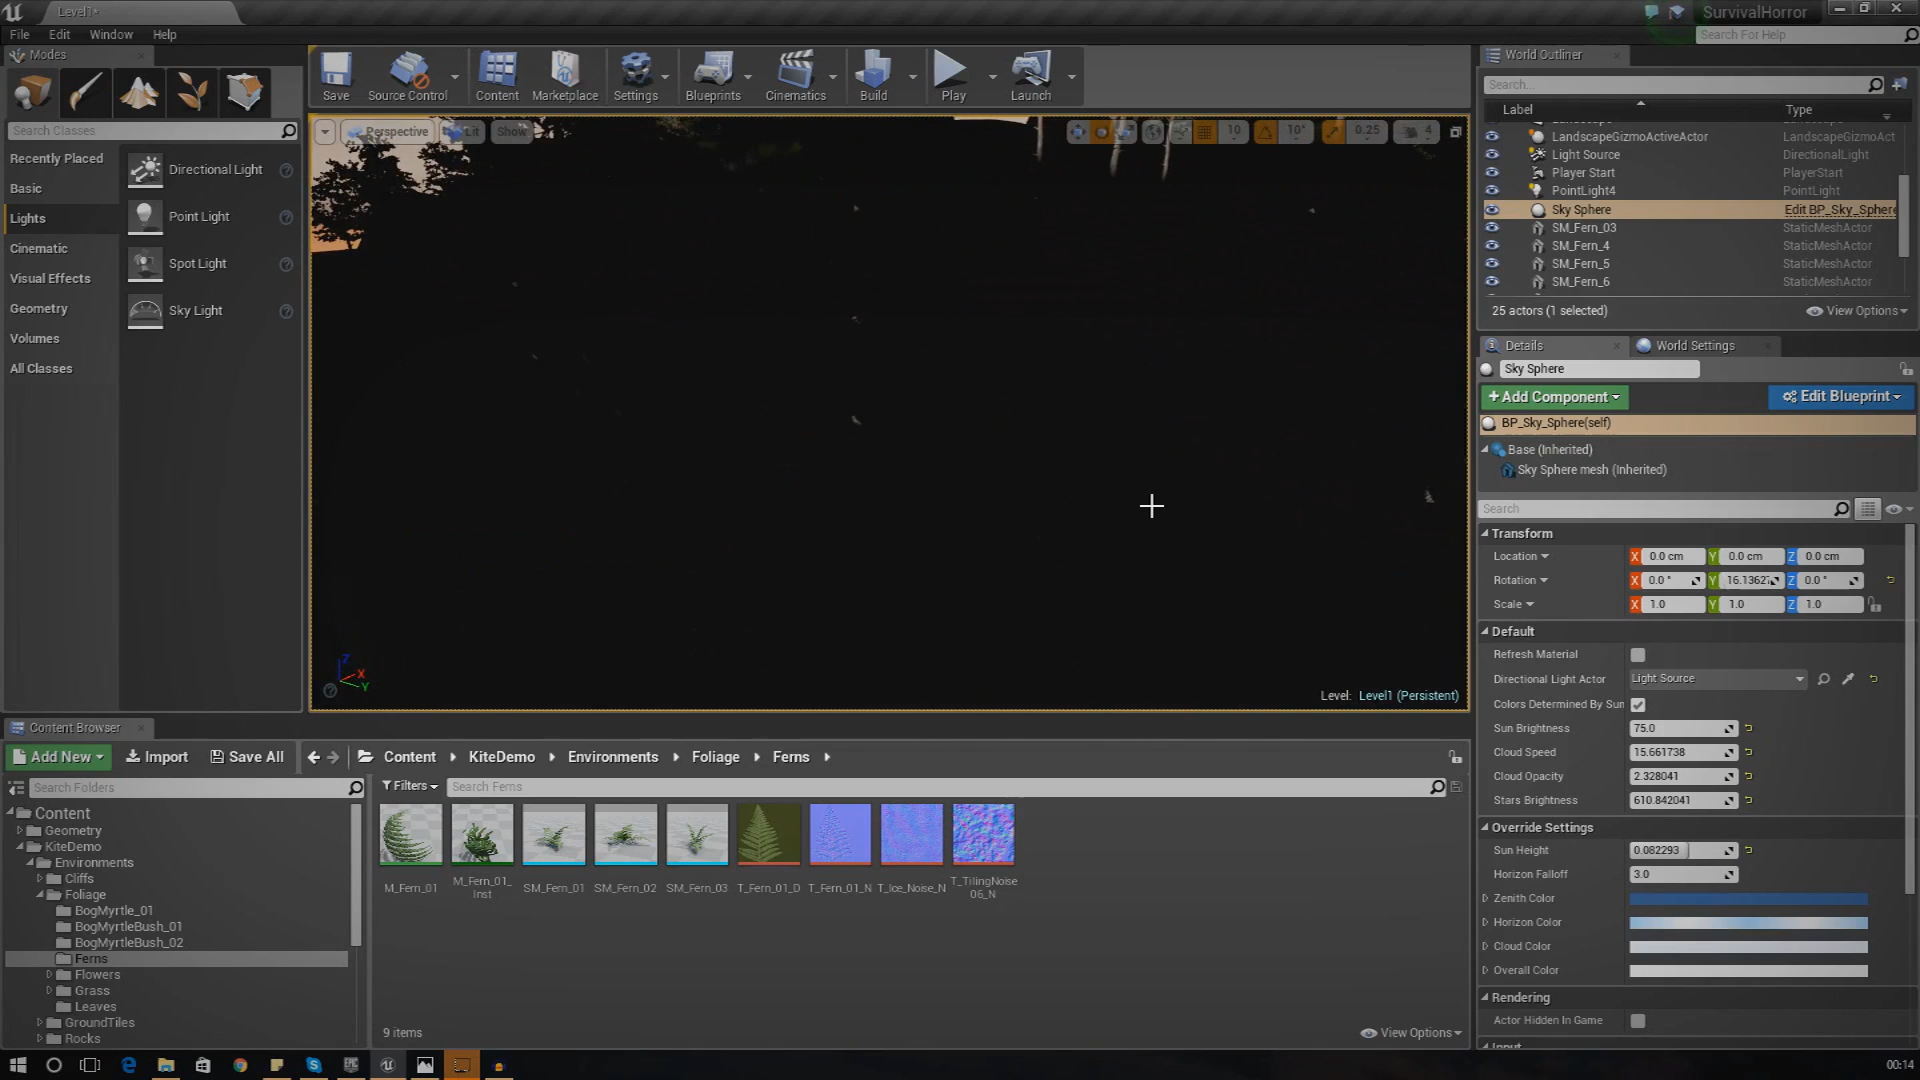 Level1*
SurvivalHorror
File Edit Window Help
Search For Help
Modes
Search Classes
Recently Placed
Basic
Lights
Cinematic
Visual Effects
Geometry
Volumes
All Classes
Directional Light
Point Light
Spot Light
Sky Light
Save
Source Control
Content
Marketplace
Settings
Blueprints
Cinematics
Build
Play
Launch
Perspective Lit Show
10 10° 0.25 4
Level: Level1 (Persistent)
World Outliner
Search...
Label Type
LandscapeGizmoActiveActor LandscapeGizmoAct
Light Source DirectionalLight
Player Start PlayerStart
PointLight4 PointLight
Sky Sphere Edit BP_Sky_Sphere
SM_Fern_03 StaticMeshActor
SM_Fern_4 StaticMeshActor
SM_Fern_5 StaticMeshActor
SM_Fern_6 StaticMeshActor
25 actors (1 selected) View Options
Details World Settings
Sky Sphere
+Add Component Edit Blueprint
BP_Sky_Sphere(self)
Base (Inherited)
Sky Sphere mesh (Inherited)
Search
Transform
Location X 0.0 cm Y 0.0 cm Z 0.0 cm
Rotation X 0.0 ° Y 16.13627 Z 0.0 °
Scale X 1.0 Y 1.0 Z 1.0
Default
Refresh Material
Directional Light Actor Light Source
Colors Determined By Sun
Sun Brightness 75.0
Cloud Speed 15.661738
Cloud Opacity 2.328041
Stars Brightness 610.842041
Override Settings
Sun Height 0.082293
Horizon Falloff 3.0
Zenith Color
Horizon Color
Cloud Color
Overall Color
Rendering
Actor Hidden In Game
Input
Content Browser
Add New Import Save All Content KiteDemo Environments Foliage Ferns
Search Folders
Filters Search Ferns
Content
Geometry
KiteDemo
Environments
Cliffs
Foliage
BogMyrtle_01
BogMyrtleBush_01
BogMyrtleBush_02
Ferns
Flowers
Grass
Leaves
GroundTiles
Rocks
M_Fern_01
M_Fern_01_
Inst
SM_Fern_01
SM_Fern_02
SM_Fern_03
T_Fern_01_D
T_Fern_01_N
T_Ice_Noise_N
T_TilingNoise
06_N
9 items View Options
X
Y
Z
00:14